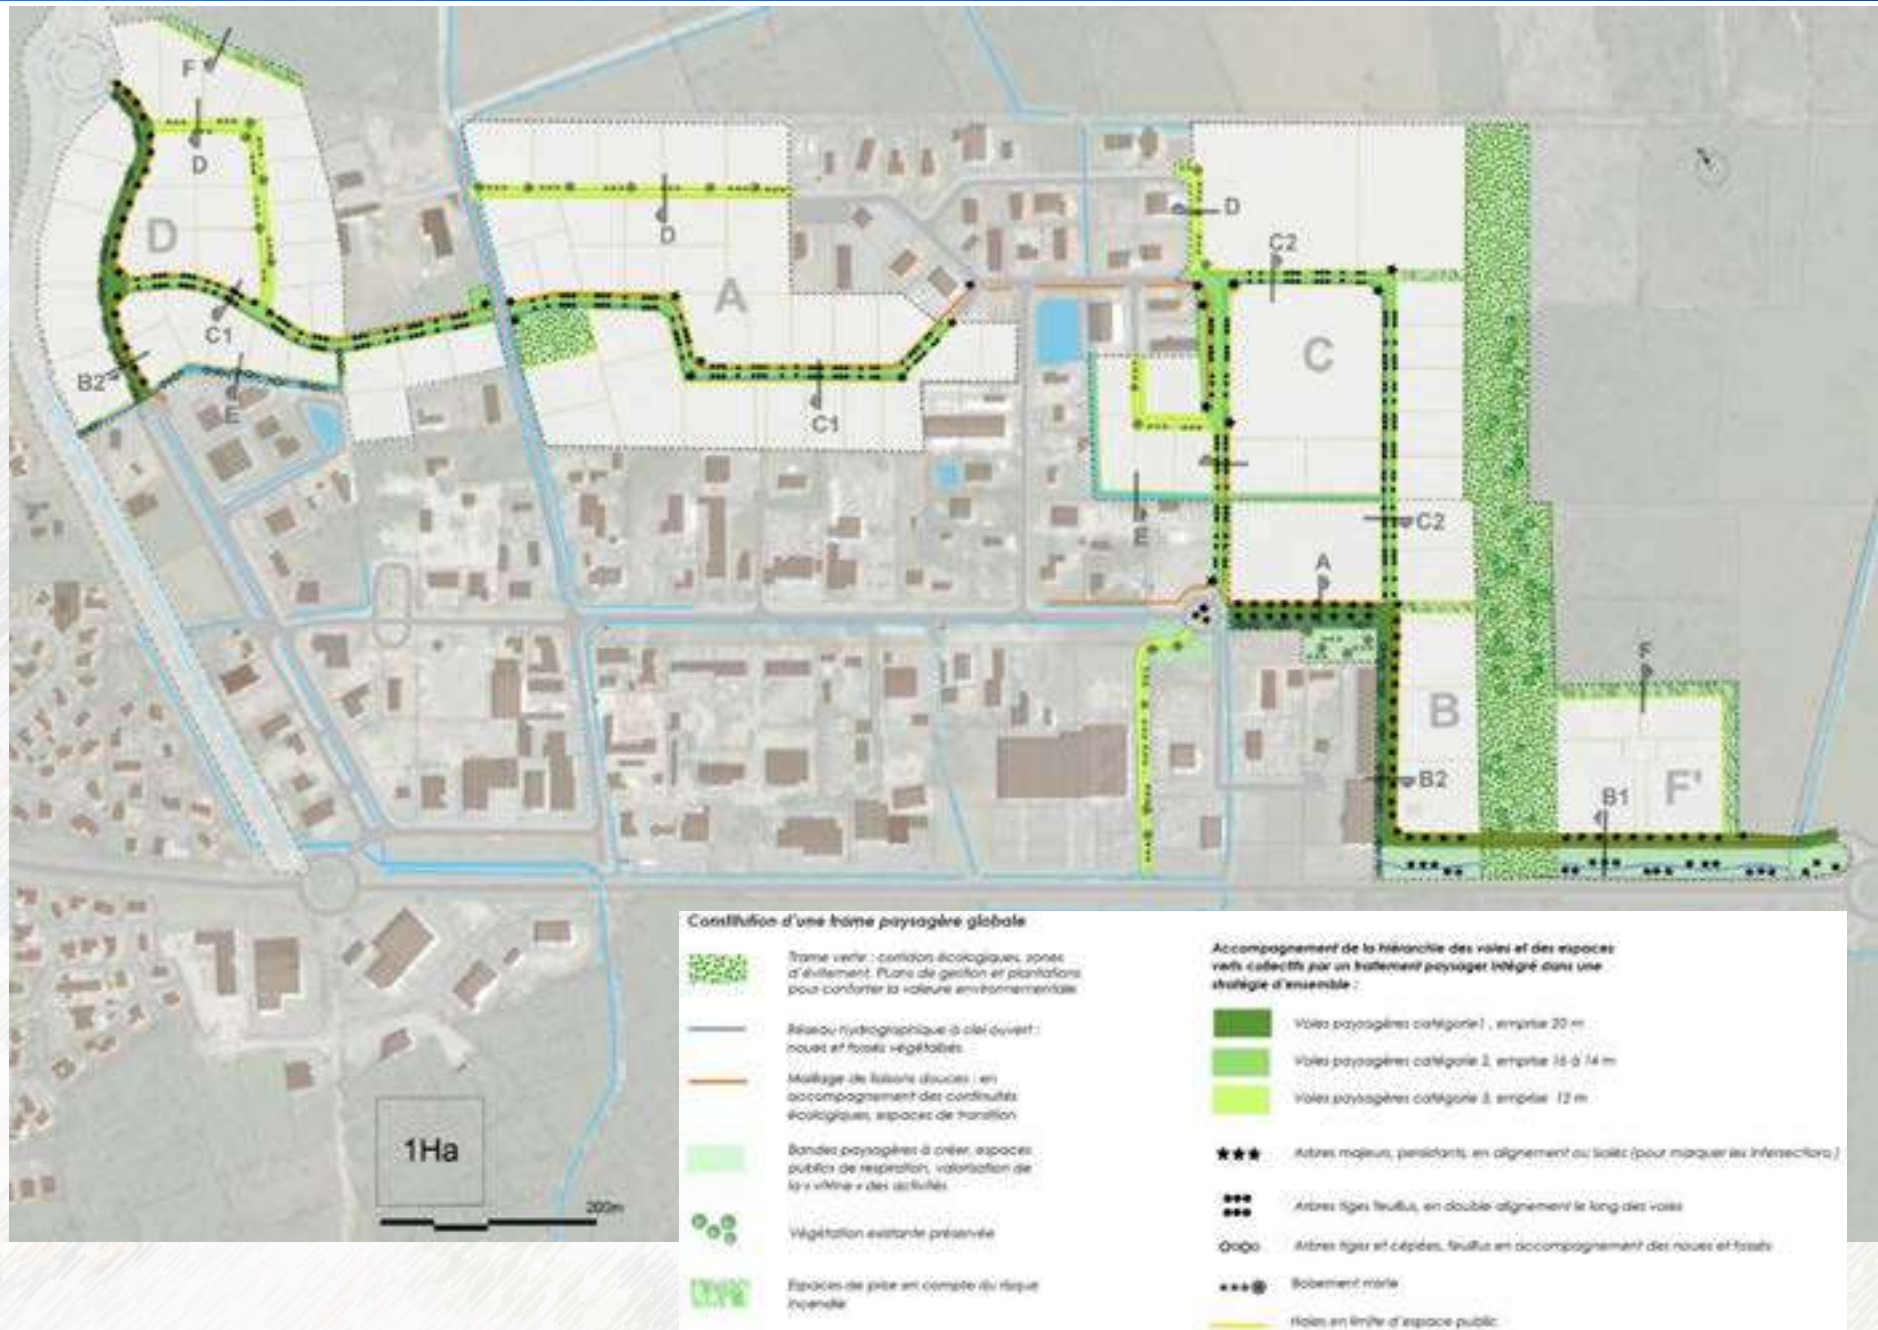 F
D
D
A
D
D
C2
C
C1
B2
E
C1
E
C2
A
F
B
B2
B1
F'
1Ha
200m
Constitution d'une trame paysagère globale
Trame verte : corridors écologiques, zones
d'évitement. Plans de gestion et plantations
pour conforter la valeure environnementale
Réseau hydrographique à ciel ouvert :
noues et fossés végétalisés
Maillage de liaisons douces : en
accompagnement des continuités
écologiques, espaces de transition
Bandes paysagères à créer, espaces
publics de respiration, valorisation de
la « vitrine » des activités
Végétation existante préservée
Espaces de prise en compte du risque
incendie
Accompagnement de la hiérarchie des voies et des espaces
verts collectifs par un traitement paysager intégré dans une
stratégie d'ensemble :
Voies paysagères catégorie 1, emprise 20 m
Voies paysagères catégorie 2, emprise 16 à 14 m
Voies paysagères catégorie 3, emprise 12 m
Arbres majeurs, persistants, en alignement ou isolés (pour marquer les intersections)
Arbres tiges feuillus, en double alignement le long des voies
Arbres tiges et cépées, feuillus en accompagnement des noues et fossés
Boisement mixte
Haies en limite d'espace public